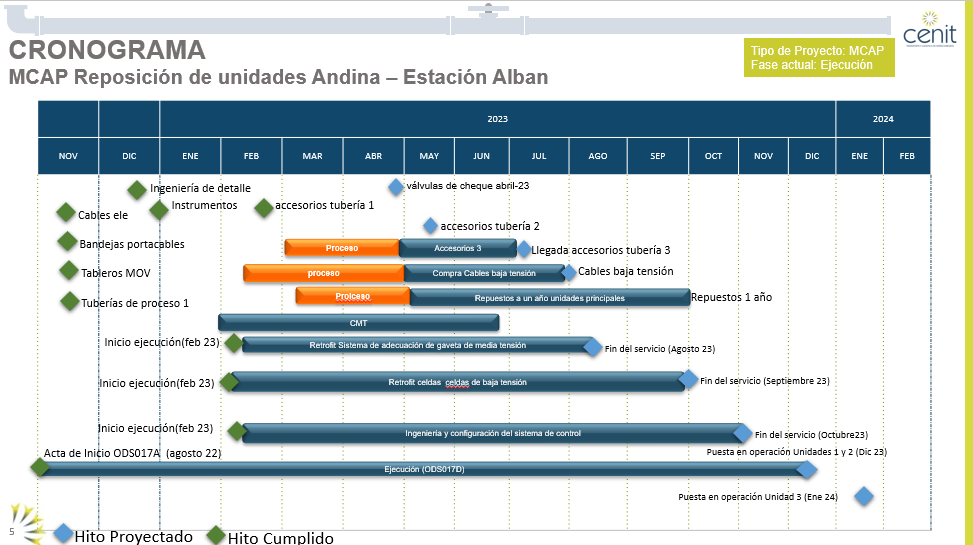 CRONOGRAMA
MCAP Reposición de unidades Andina – Estación Alban
Tipo de Proyecto: MCAP
Fase actual: Ejecución
cenit
2023
2024
NOV DIC ENE FEB MAR ABR MAY JUN JUL AGO SEP OCT NOV DIC ENE FEB
Ingeniería de detalle
válvulas de cheque abril-23
Cables ele
Instrumentos
accesorios tubería 1
accesorios tubería 2
Bandejas portacables
Proceso
Accesorios 3
Llegada accesorios tubería 3
Tableros MOV
proceso
Compra Cables baja tensión
Cables baja tensión
Tuberías de proceso 1
Prolceso
Repuestos a un año unidades principales
Repuestos 1 año
CMT
Inicio ejecución(feb 23)
Retrofit Sistema de adecuación de gaveta de media tensión
Fin del servicio (Agosto 23)
Inicio ejecución(feb 23)
Retrofit celdas celdas de baja tensión
Fin del servicio (Septiembre 23)
Inicio ejecución(feb 23)
Ingeniería y configuración del sistema de control
Fin del servicio (Octubre23)
Acta de Inicio ODS017A (agosto 22)
Puesta en operación Unidades 1 y 2 (Dic 23)
Ejecución (ODS017D)
Puesta en operación Unidad 3 (Ene 24)
5
Hito Proyectado
Hito Cumplido